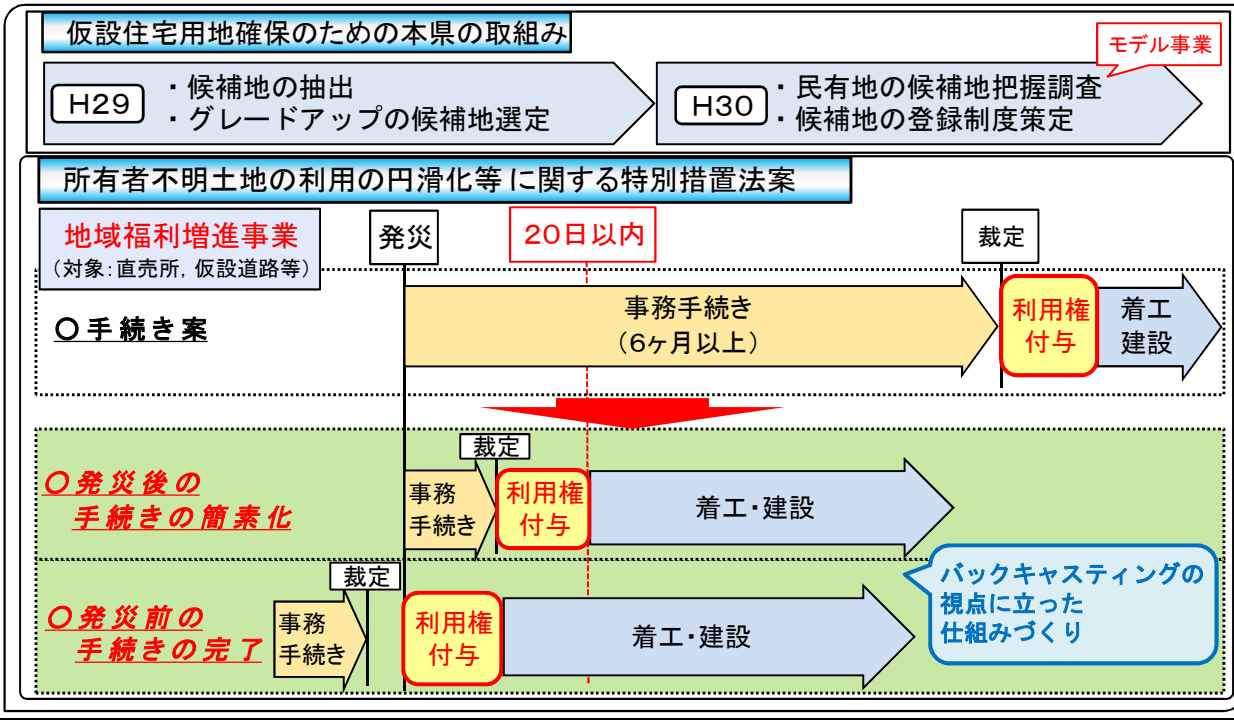 仮設住宅用地確保のための本県の取組み
モデル事業
H29
・候補地の抽出
・グレードアップの候補地選定
H30
・民有地の候補地把握調査
・候補地の登録制度策定
所有者不明土地の利用の円滑化等に関する特別措置法案
地域福利増進事業
(対象:直売所，仮設道路等)
発災
20日以内
裁定
〇手続き案
事務手続き
(6ヶ月以上)
利用権
付与
着工
建設
〇発災後の
手続きの簡素化
裁定
事務
手続き
利用権
付与
着工・建設
〇発災前の
手続きの完了
裁定
事務
手続き
利用権
付与
着工・建設
バックキャスティングの
視点に立った
仕組みづくり